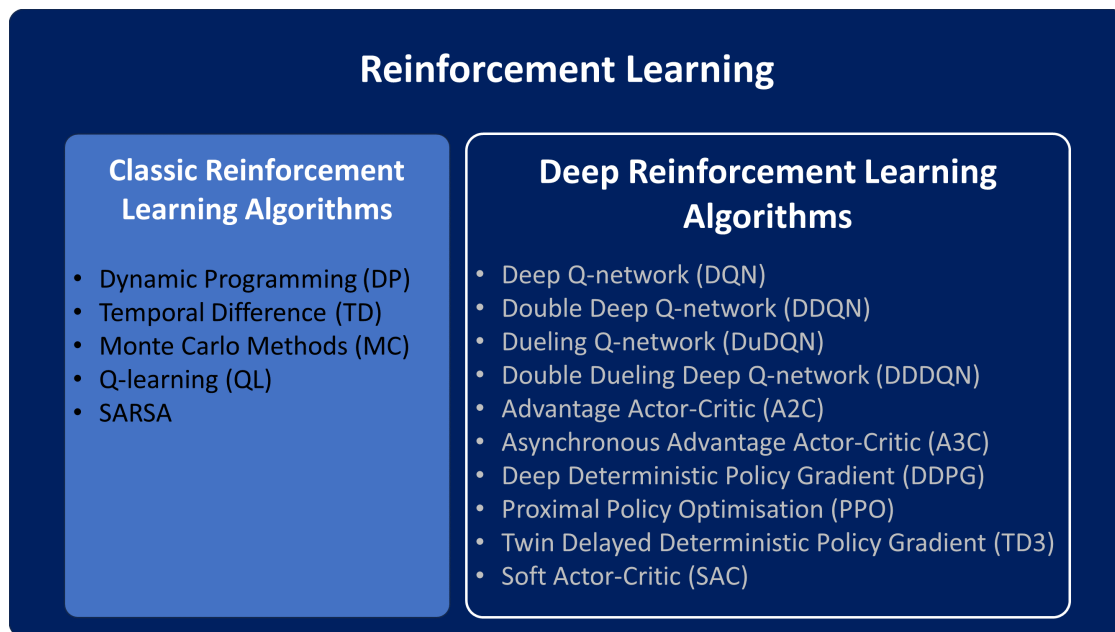 Reinforcement Learning
Classic Reinforcement
Learning Algorithms
• Dynamic Programming (DP)
• Temporal Difference (TD)
• Monte Carlo Methods (MC)
• Q-learning (QL)
• SARSA
Deep Reinforcement Learning
Algorithms
• Deep Q-network (DQN)
• Double Deep Q-network (DDQN)
• Dueling Q-network (DuDQN)
• Double Dueling Deep Q-network (DDDQN)
• Advantage Actor-Critic (A2C)
• Asynchronous Advantage Actor-Critic (A3C)
• Deep Deterministic Policy Gradient (DDPG)
• Proximal Policy Optimisation (PPO)
• Twin Delayed Deterministic Policy Gradient (TD3)
• Soft Actor-Critic (SAC)